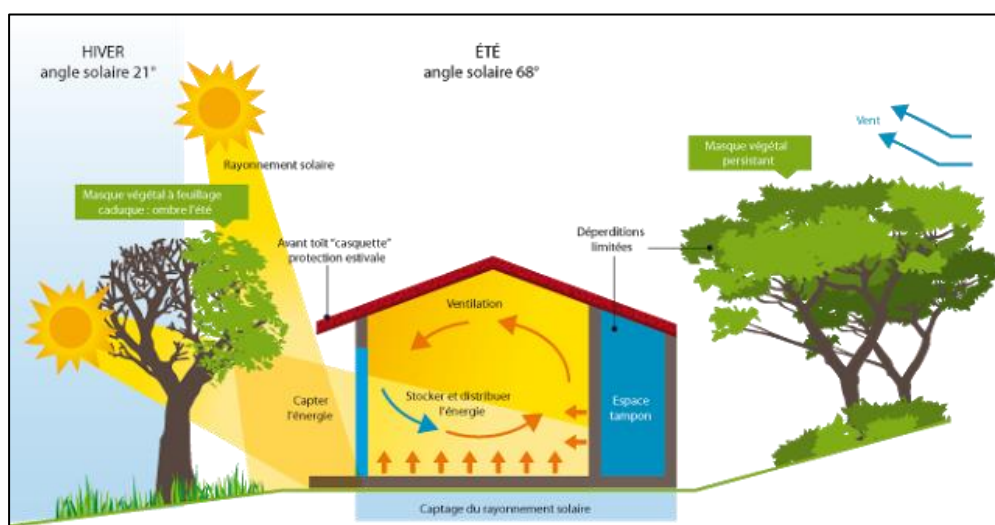 HIVER
angle solaire 21°
ÉTÉ
angle solaire 68°
Rayonnement solaire
Masque végétal à feuillage
caduque : ombre l'été
Avant toît "casquette"
protection estivale
Déperditions
limitées
Masque végétal
persistant
Vent
Ventilation
Capter
l'énergie
Stocker et distribuer
l'énergie
Espace
tampon
Captage du rayonnement solaire